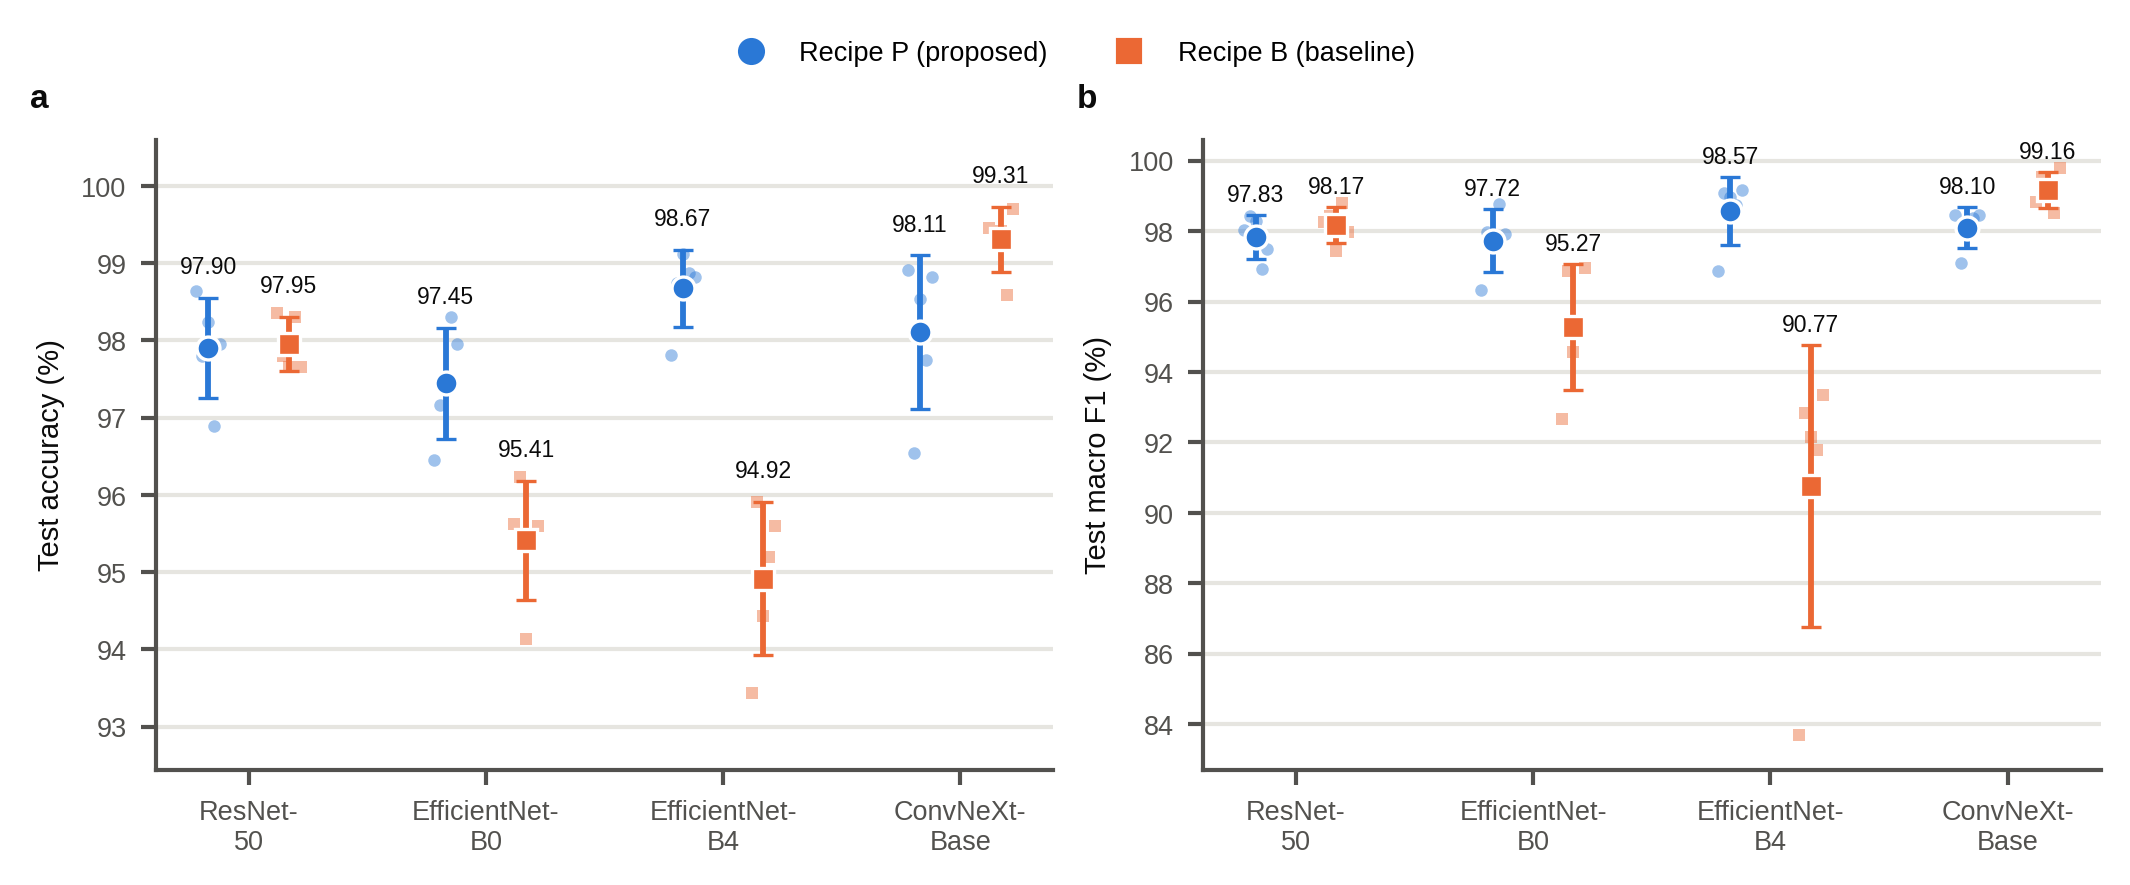 Recipe P (proposed)
Recipe B (baseline)
a
Test accuracy (%)
100
99
98
97
96
95
94
93
97.90
97.95
97.45
95.41
98.67
94.92
98.11
99.31
ResNet-
50
EfficientNet-
B0
EfficientNet-
B4
ConvNeXt-
Base
b
Test macro F1 (%)
100
98
96
94
92
90
88
86
84
97.83
98.17
97.72
95.27
98.57
90.77
98.10
99.16
ResNet-
50
EfficientNet-
B0
EfficientNet-
B4
ConvNeXt-
Base